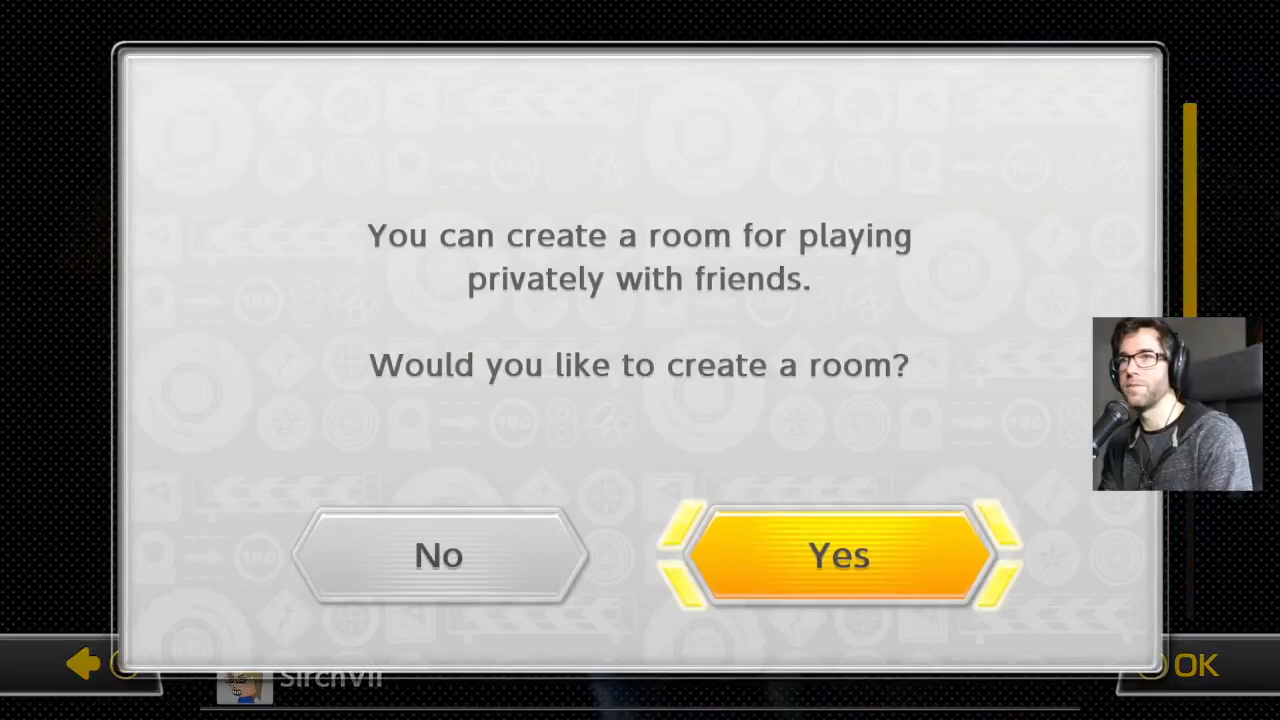 You can create a room for playing
privately with friends.
Would you like to create a room?
No
Yes
OK